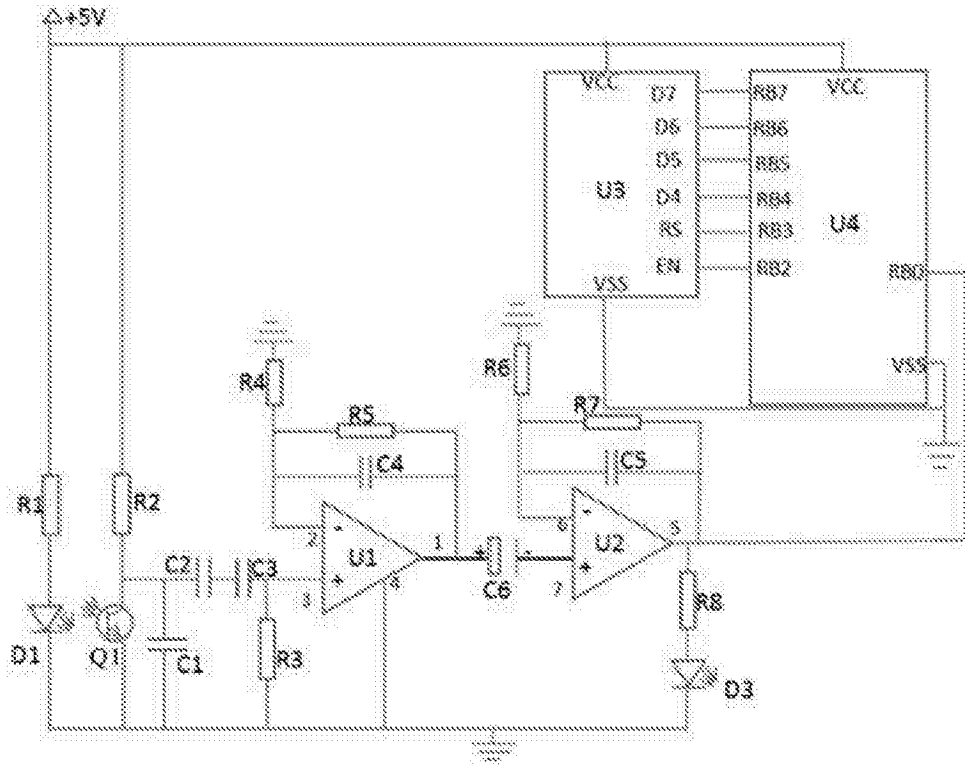 +5V
VCC
VCC
D7
RB7
D6
RB6
D5
RB5
U3
D4
RB4
U4
RS
RB3
EN
RB2
RB0
VSS
VSS
R4
R6
R5
R7
C4
C5
R1
R2
2
-
U1
1
+
-
6
-
U2
5
C2
C3
+
3
4
C6
+
7
R8
D1
Q1
C1
R3
D3